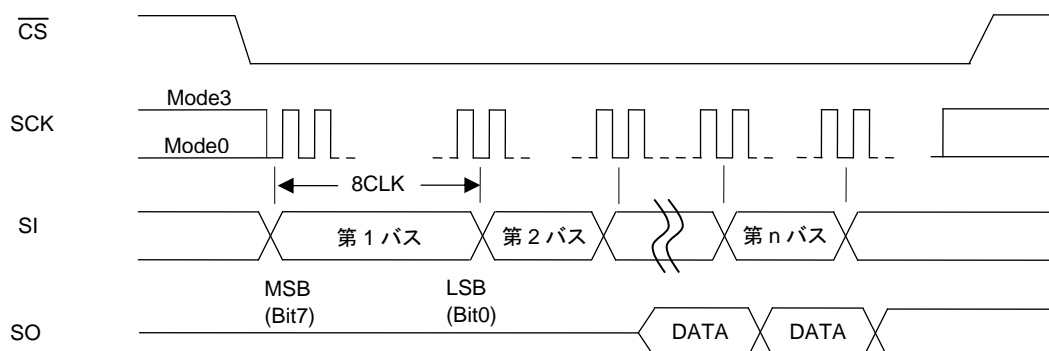 CS
Mode3
SCK
Mode0
8CLK
SI
第 1 バス
第 2 バス
第 n バス
MSB
(Bit7)
LSB
(Bit0)
SO
DATA
DATA